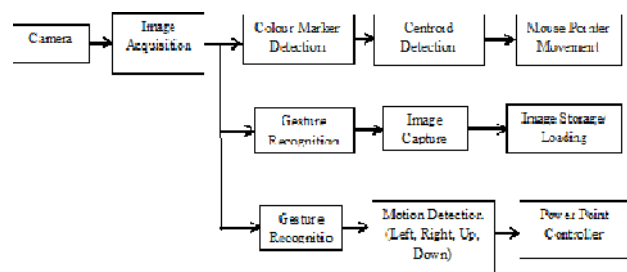 Camera
Image
Acquisition
Colour Marker
Detection
Centroid
Detection
Mouse Pointer
Movement
Gesture
Recognition
Image
Capture
Image Storage/
Loading
Gesture
Recognitio
Motion Detection
(Left, Right, Up,
Down)
Power Point
Controller